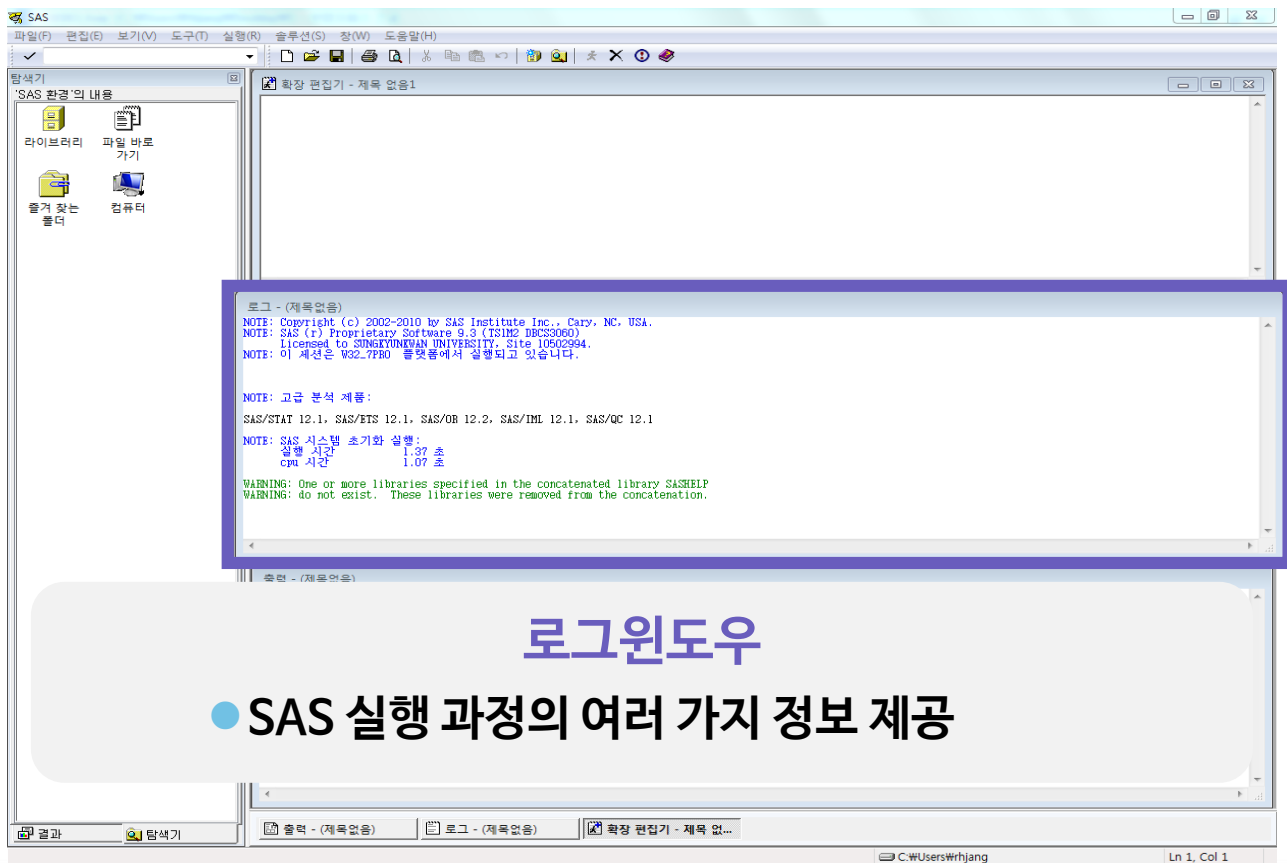 SAS
파일(F) 편집(E) 보기(V) 도구(T) 실행(R) 솔루션(S) 창(W) 도움말(H)
탐색기
'SAS 환경'의 내용
라이브러리
파일 바로
가기
즐겨 찾는
폴더
컴퓨터
확장 편집기 - 제목 없음1
로그 - (제목없음)
NOTE: Copyright (c) 2002-2010 by SAS Institute Inc., Cary, NC, USA.
NOTE: SAS (r) Proprietary Software 9.3 (TS1M2 DBCS3060)
Licensed to SUNGKYUNKWAN UNIVERSITY, Site 10502994.
NOTE: 이 세션은 W32_7PRO 플랫폼에서 실행되고 있습니다.
NOTE: 고급 분석 제품:
SAS/STAT 12.1, SAS/ETS 12.1, SAS/OR 12.2, SAS/IML 12.1, SAS/QC 12.1
NOTE: SAS 시스템 초기화 실행:
실행 시간 1.37 초
cpu 시간 1.07 초
WARNING: One or more libraries specified in the concatenated library SASHELP
WARNING: do not exist. These libraries were removed from the concatenation.
출력 - (제목없음)
로그윈도우
SAS 실행 과정의 여러 가지 정보 제공
결과
탐색기
출력 - (제목없음)
로그 - (제목없음)
확장 편집기 - 제목 없...
C:₩Users₩rhjang
Ln 1, Col 1